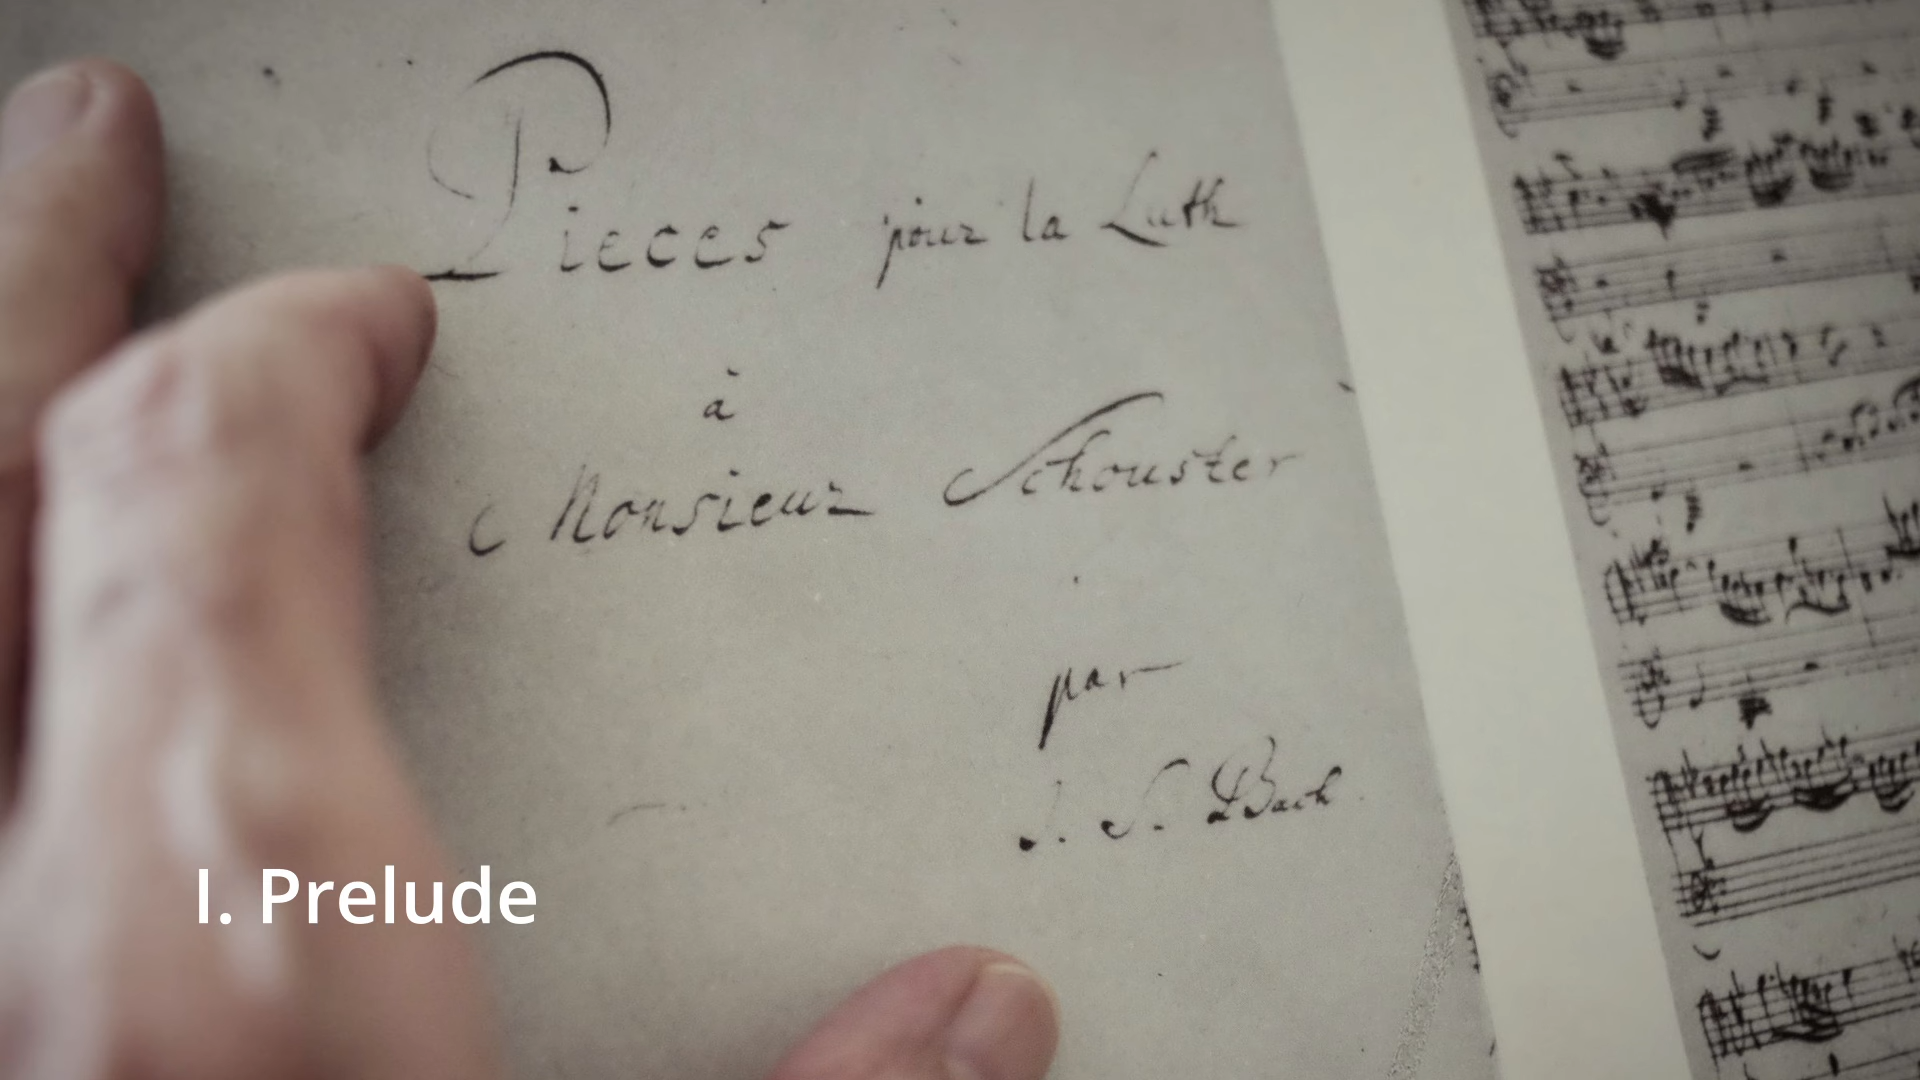 Pieces pour la Luth
à
Monsieur Schouster
par
J. S. Bach.
I. Prelude